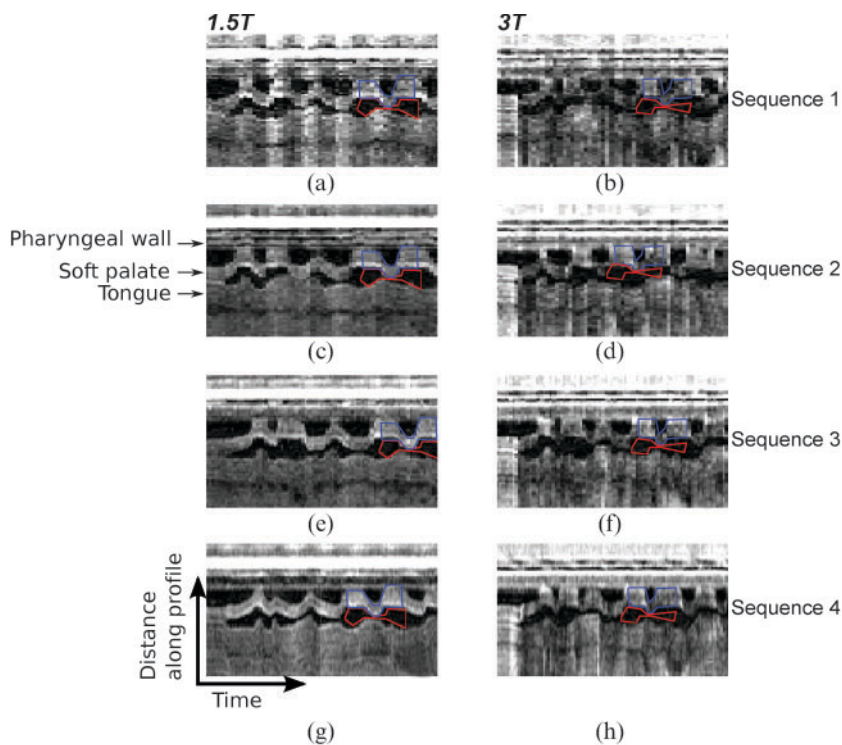 1.5T
3T
Sequence 1
(a)
(b)
Pharyngeal wall
Soft palate
Tongue
Sequence 2
(c)
(d)
Sequence 3
(e)
(f)
Distance
along profile
Sequence 4
Time
(g)
(h)